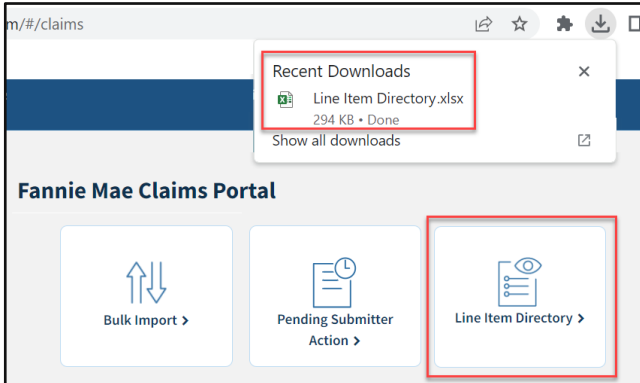 m/#/claims
Recent Downloads
Line Item Directory.xlsx
294 KB • Done
Show all downloads
Fannie Mae Claims Portal
Bulk Import >
Pending Submitter
Action >
Line Item Directory >